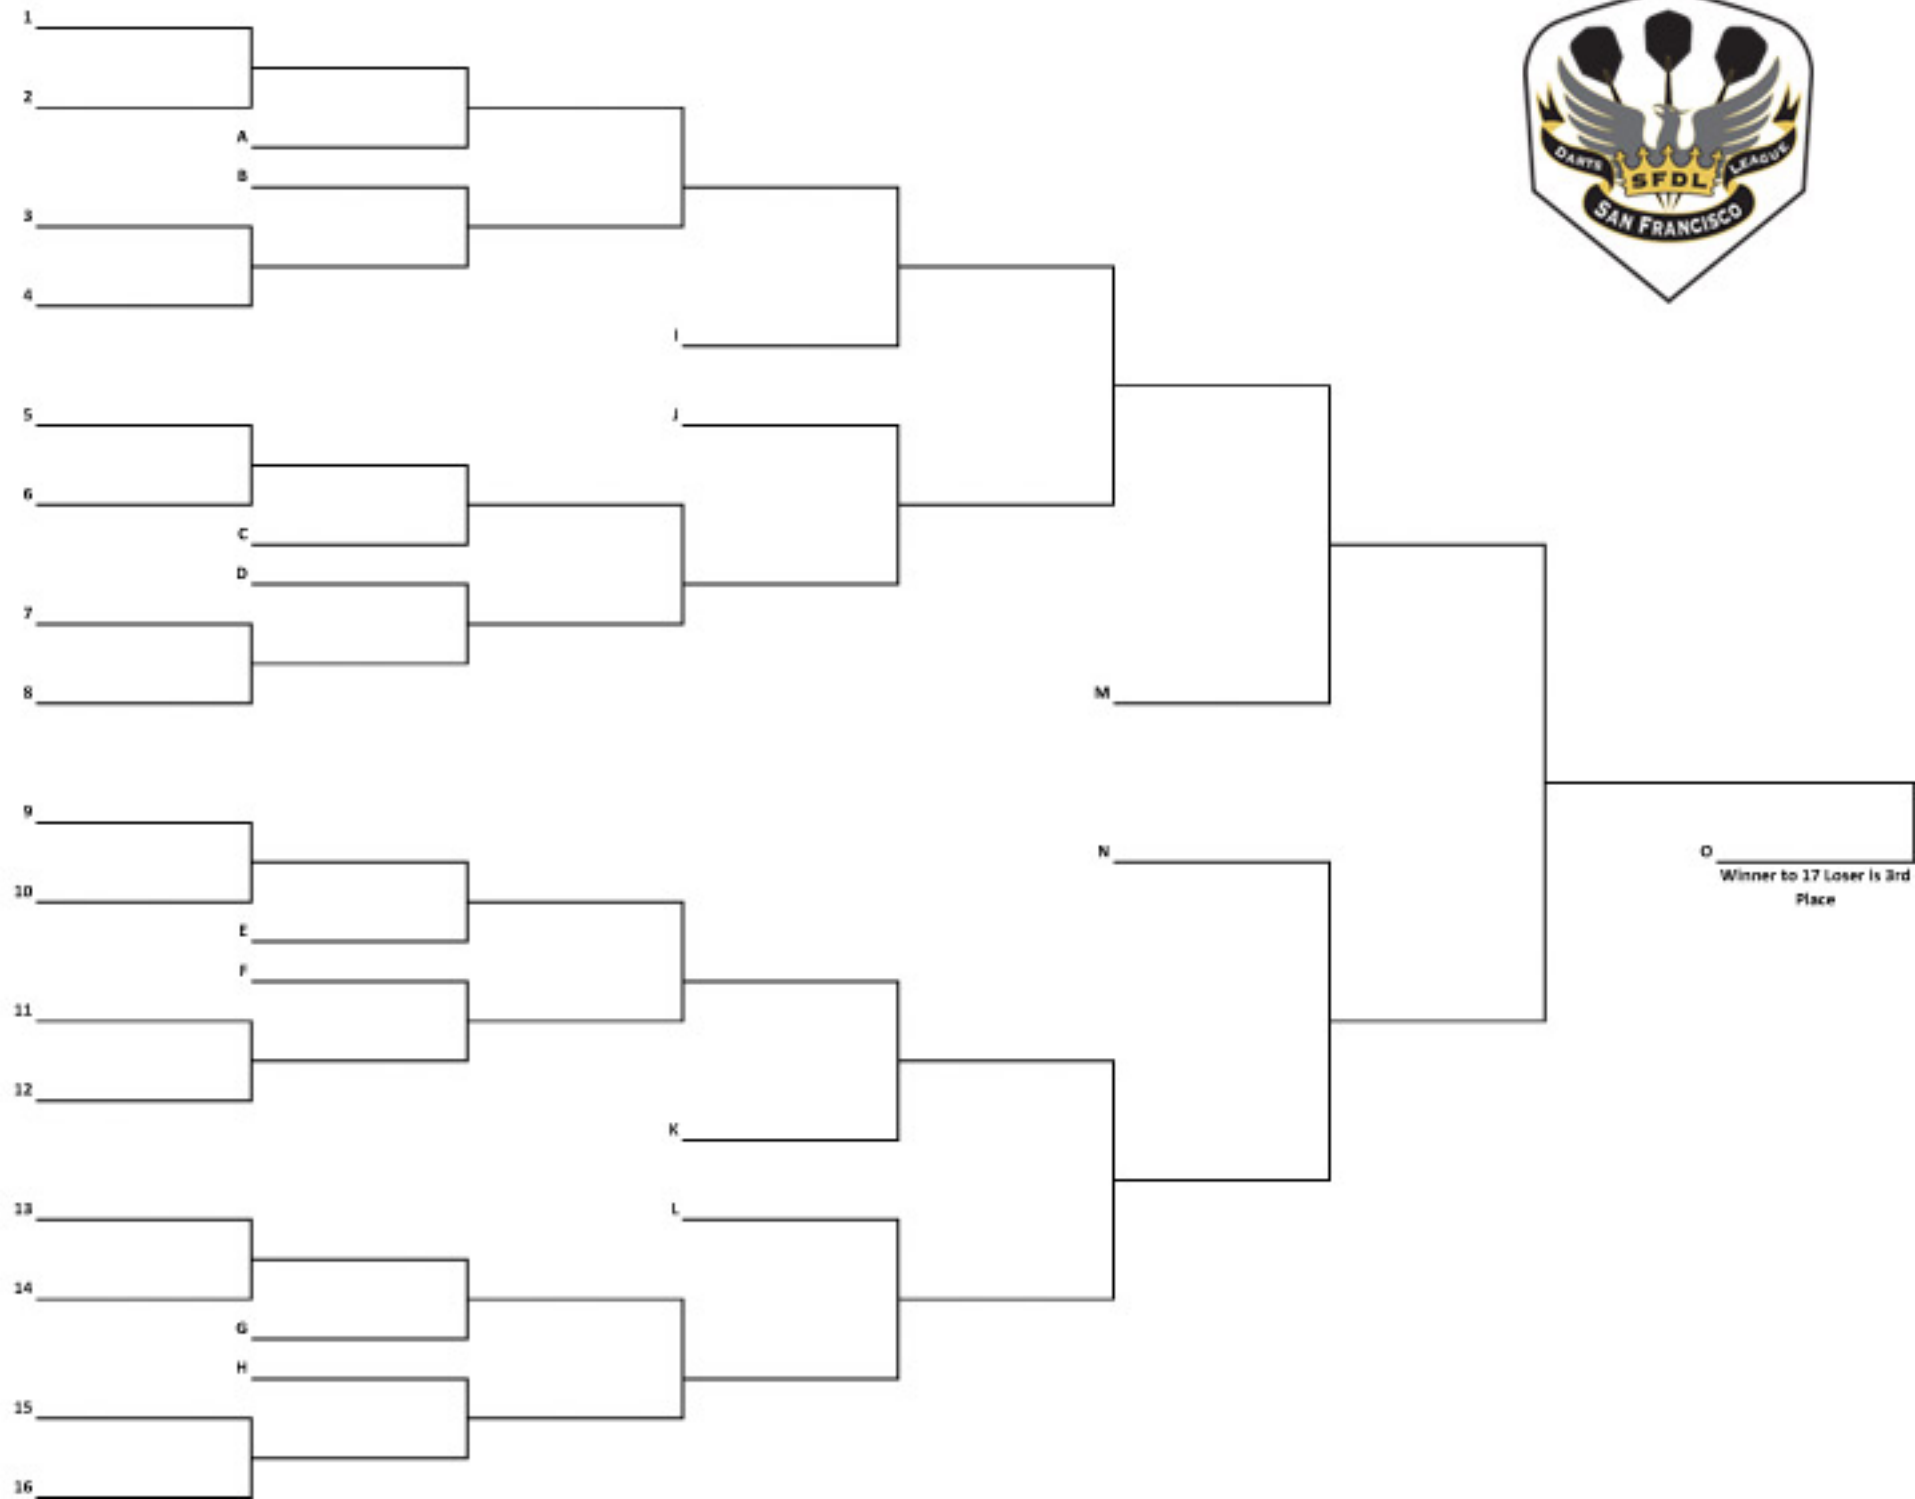 1
2
A
B
3
4
I
J
5
6
C
D
7
8
M
9
N
O
Winner to 17 Loser is 3rd
Place
10
E
F
11
12
K
L
13
14
G
H
15
16
DARTS LEAGUE
SFDL
SAN FRANCISCO